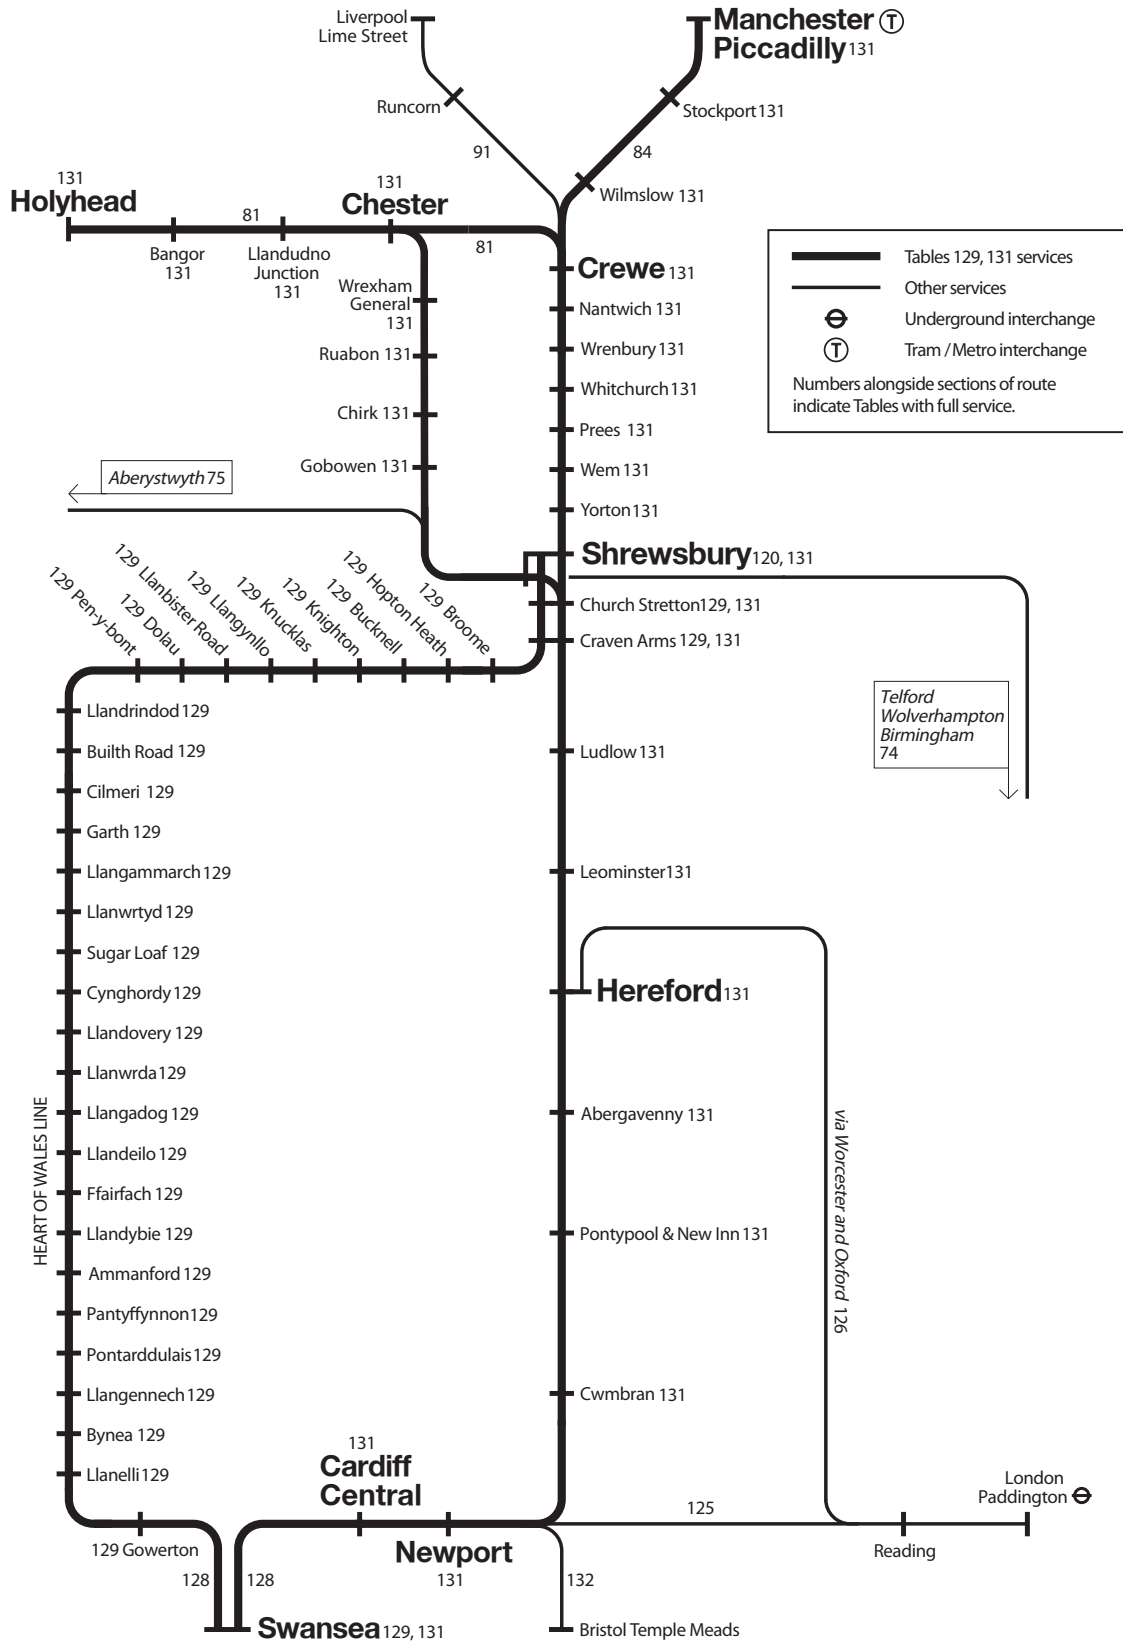 Liverpool
Lime Street
Manchester Ⓣ
Piccadilly 131
Runcorn
Stockport 131
91
84
Wilmslow 131
131
Holyhead
131
Chester
81
81
Bangor
131
Llandudno
Junction
131
Crewe 131
Wrexham
General
131
Nantwich 131
Ruabon 131
Wrenbury 131
Chirk 131
Whitchurch 131
Gobowen 131
Prees 131
Wem 131
Yorton 131
Tables 129, 131 services
Other services
Underground interchange
Ⓣ Tram / Metro interchange
Numbers alongside sections of route
indicate Tables with full service.
Aberystwyth 75
Shrewsbury 120, 131
Church Stretton 129, 131
Craven Arms 129, 131
129 Pen-y-bont
129 Dolau
129 Llanbister Road
129 Llangynllo
129 Knucklas
129 Knighton
129 Bucknell
129 Hopton Heath
129 Broome
Telford
Wolverhampton
Birmingham
74
Llandrindod 129
Builth Road 129
Cilmeri 129
Garth 129
Llangammarch 129
Llanwrtyd 129
Sugar Loaf 129
Cynghordy 129
Llandovery 129
Llanwrda 129
Llangadog 129
Llandeilo 129
Ffairfach 129
Llandybie 129
Ammanford 129
Pantyffynnon 129
Pontarddulais 129
Llangennech 129
Bynea 129
Llanelli 129
HEART OF WALES LINE
Ludlow 131
Leominster 131
Hereford 131
Abergavenny 131
Pontypool & New Inn 131
Cwmbran 131
via Worcester and Oxford 126
131
Cardiff
Central
125
London
Paddington
129 Gowerton
Newport
131
Reading
128
128
132
Swansea 129, 131
Bristol Temple Meads